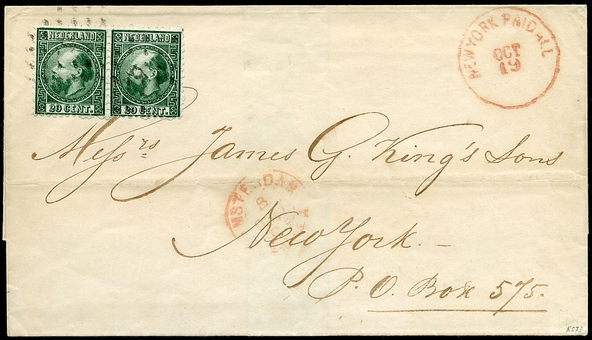 NEDERLAND NEDERLAND
20 CENT. 20 CENT.
NEW YORK PAID ALL
OCT
19
Messrs James G. King's Sons
AMSTERDAM
8
New York.
P.O. Box 575.